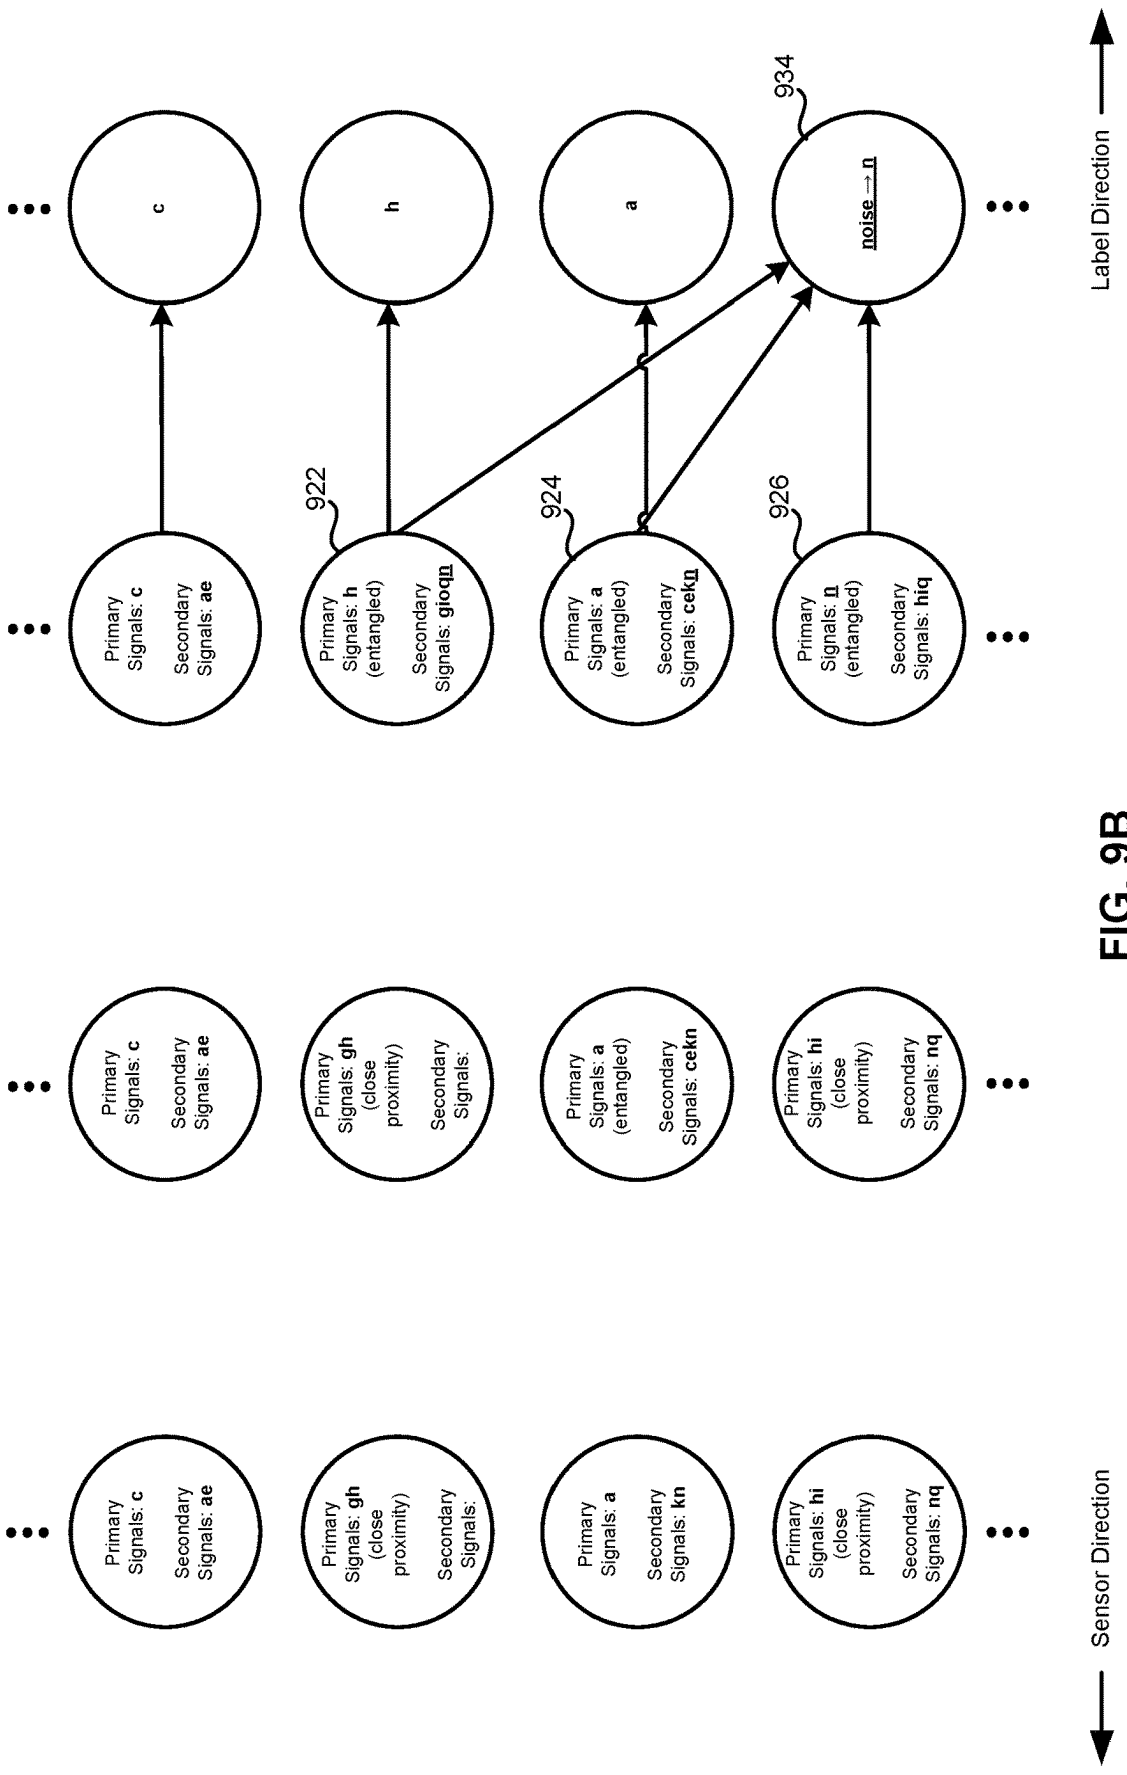 Primary
Signals: c
Secondary
Signals: ae
Primary
Signals: c
Secondary
Signals: ae
Primary
Signals: c
Secondary
Signals: ae
c
Primary
Signals: gh
(close
proximity)
Secondary
Signals:
Primary
Signals: gh
(close
proximity)
Secondary
Signals:
922
Primary
Signals: h
(entangled)
Secondary
Signals: gioqn
h
Primary
Signals: a
Secondary
Signals: kn
Primary
Signals: a
(entangled)
Secondary
Signals: cekn
924
Primary
Signals: a
(entangled)
Secondary
Signals: cekn
a
Primary
Signals: hi
(close
proximity)
Secondary
Signals: nq
Primary
Signals: hi
(close
proximity)
Secondary
Signals: nq
926
Primary
Signals: n
(entangled)
Secondary
Signals: hiq
934
noise → n
Sensor Direction
Label Direction
FIG. 9B